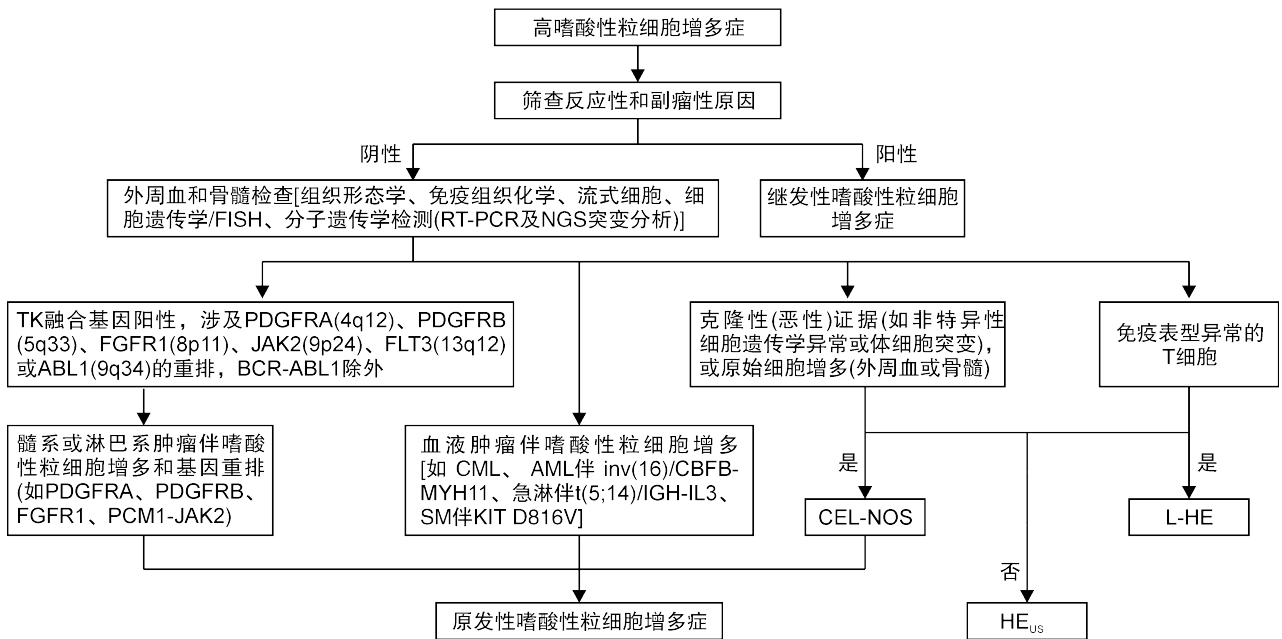 高嗜酸性粒细胞增多症
筛查反应性和副瘤性原因
阴性
阳性
外周血和骨髓检查[组织形态学、免疫组织化学、流式细胞、细
胞遗传学/FISH、分子遗传学检测(RT-PCR及NGS突变分析)]
继发性嗜酸性粒细胞
增多症
TK融合基因阳性，涉及PDGFRA(4q12)、PDGFRB
(5q33)、FGFR1(8p11)、JAK2(9p24)、FLT3(13q12)
或ABL1(9q34)的重排，BCR-ABL1除外
克隆性(恶性)证据(如非特异性
细胞遗传学异常或体细胞突变)，
或原始细胞增多(外周血或骨髓)
免疫表型异常的
T细胞
髓系或淋巴系肿瘤伴嗜酸
性粒细胞增多和基因重排
(如PDGFRA、PDGFRB、
FGFR1、PCM1-JAK2)
血液肿瘤伴嗜酸性粒细胞增多
[如 CML、 AML伴 inv(16)/CBFB-
MYH11、急淋伴t(5;14)/IGH-IL3、
SM伴KIT D816V]
是
是
CEL-NOS
L-HE
否
原发性嗜酸性粒细胞增多症
HEUS